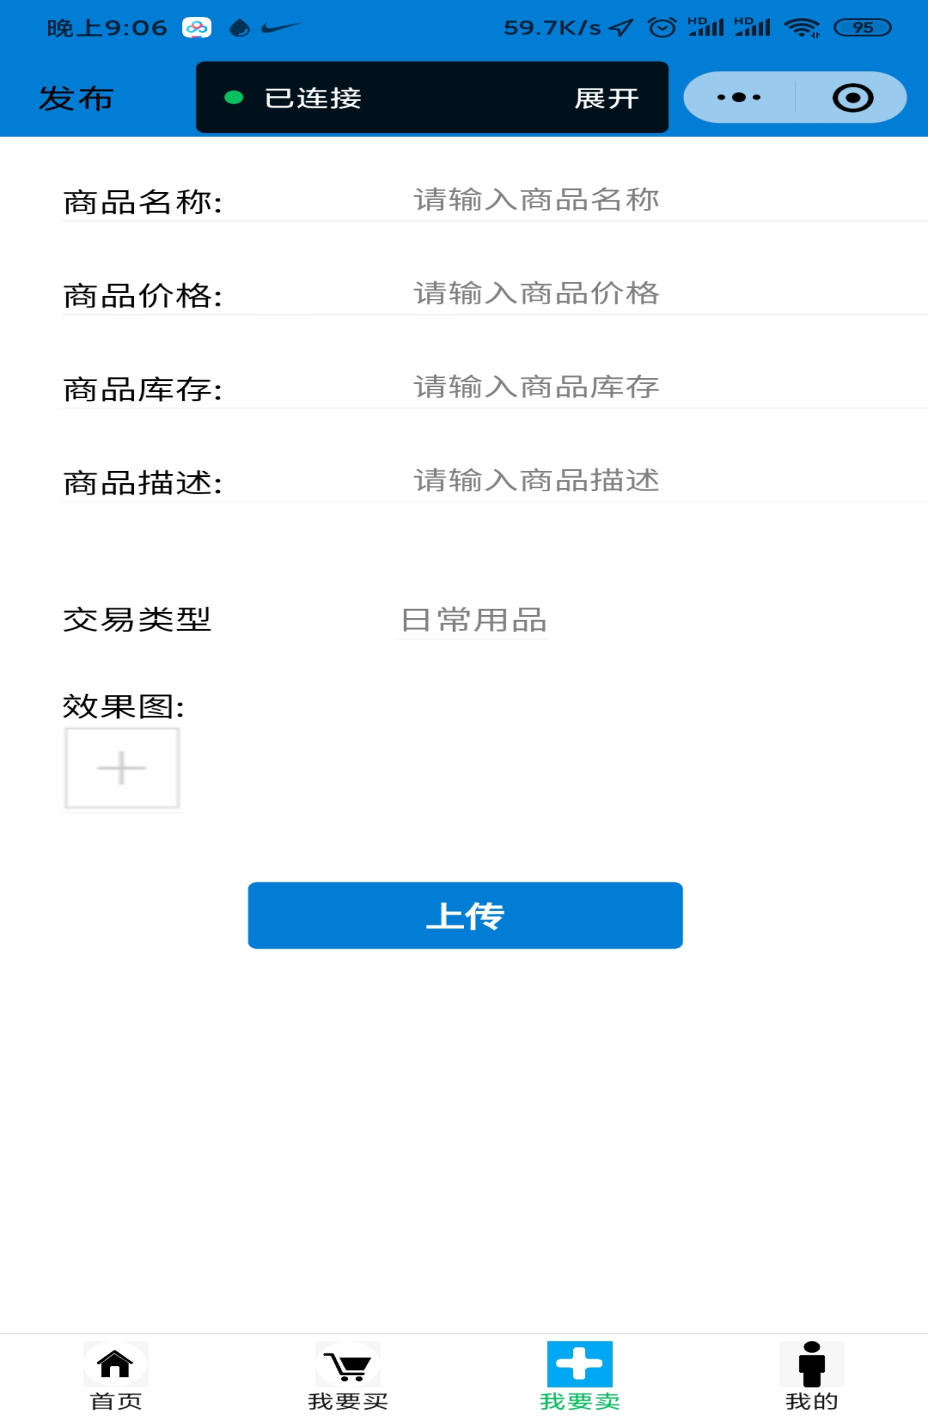 晚上9:06 59.7K/s HD HD 95
发布 已连接 展开
商品名称: 请输入商品名称
商品价格: 请输入商品价格
商品库存: 请输入商品库存
商品描述: 请输入商品描述
交易类型 日常用品
效果图:
上传
首页 我要买 我要卖 我的